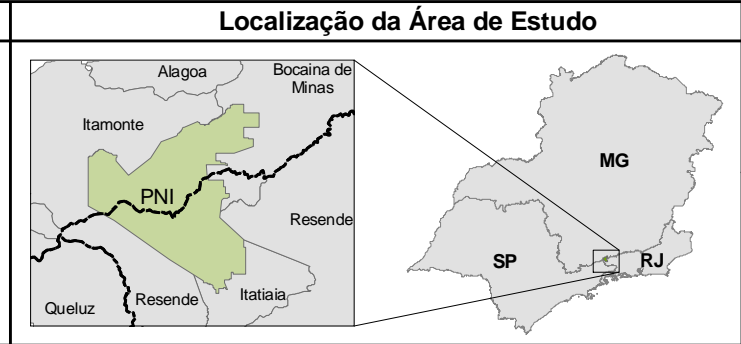 Localização da Área de Estudo
Alagoa
Bocaina de
Minas
Itamonte
PNI
Resende
Queluz
Resende
Itatiaia
MG
SP
RJ